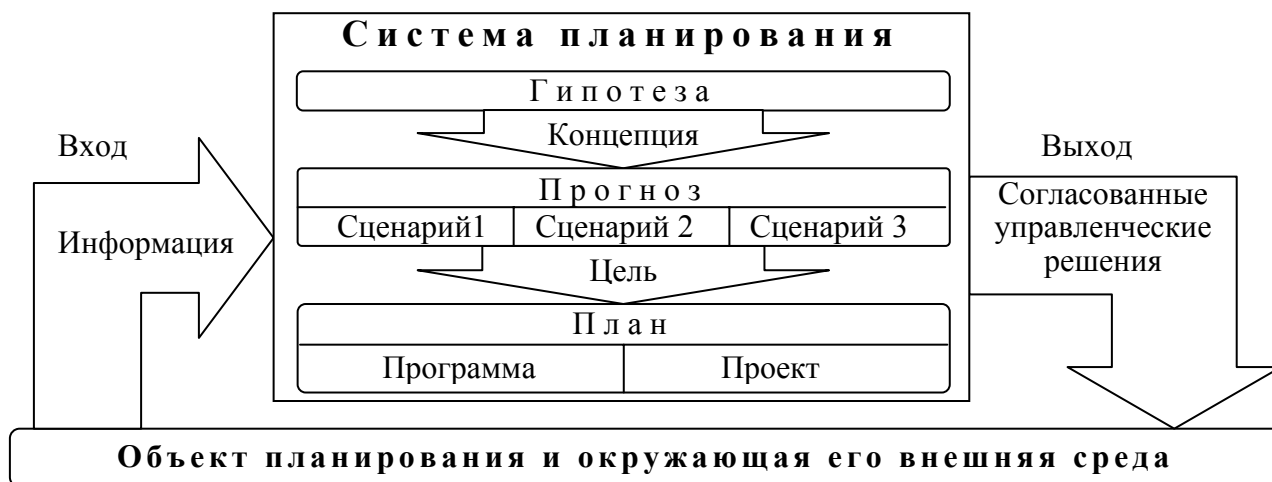 Система планирования
Гипотеза
Концепция
Вход
Выход
Прогноз
Сценарий1
Сценарий 2
Сценарий 3
Информация
Согласованные
управленческие
решения
Цель
План
Программа
Проект
Объект планирования и окружающая его внешняя среда